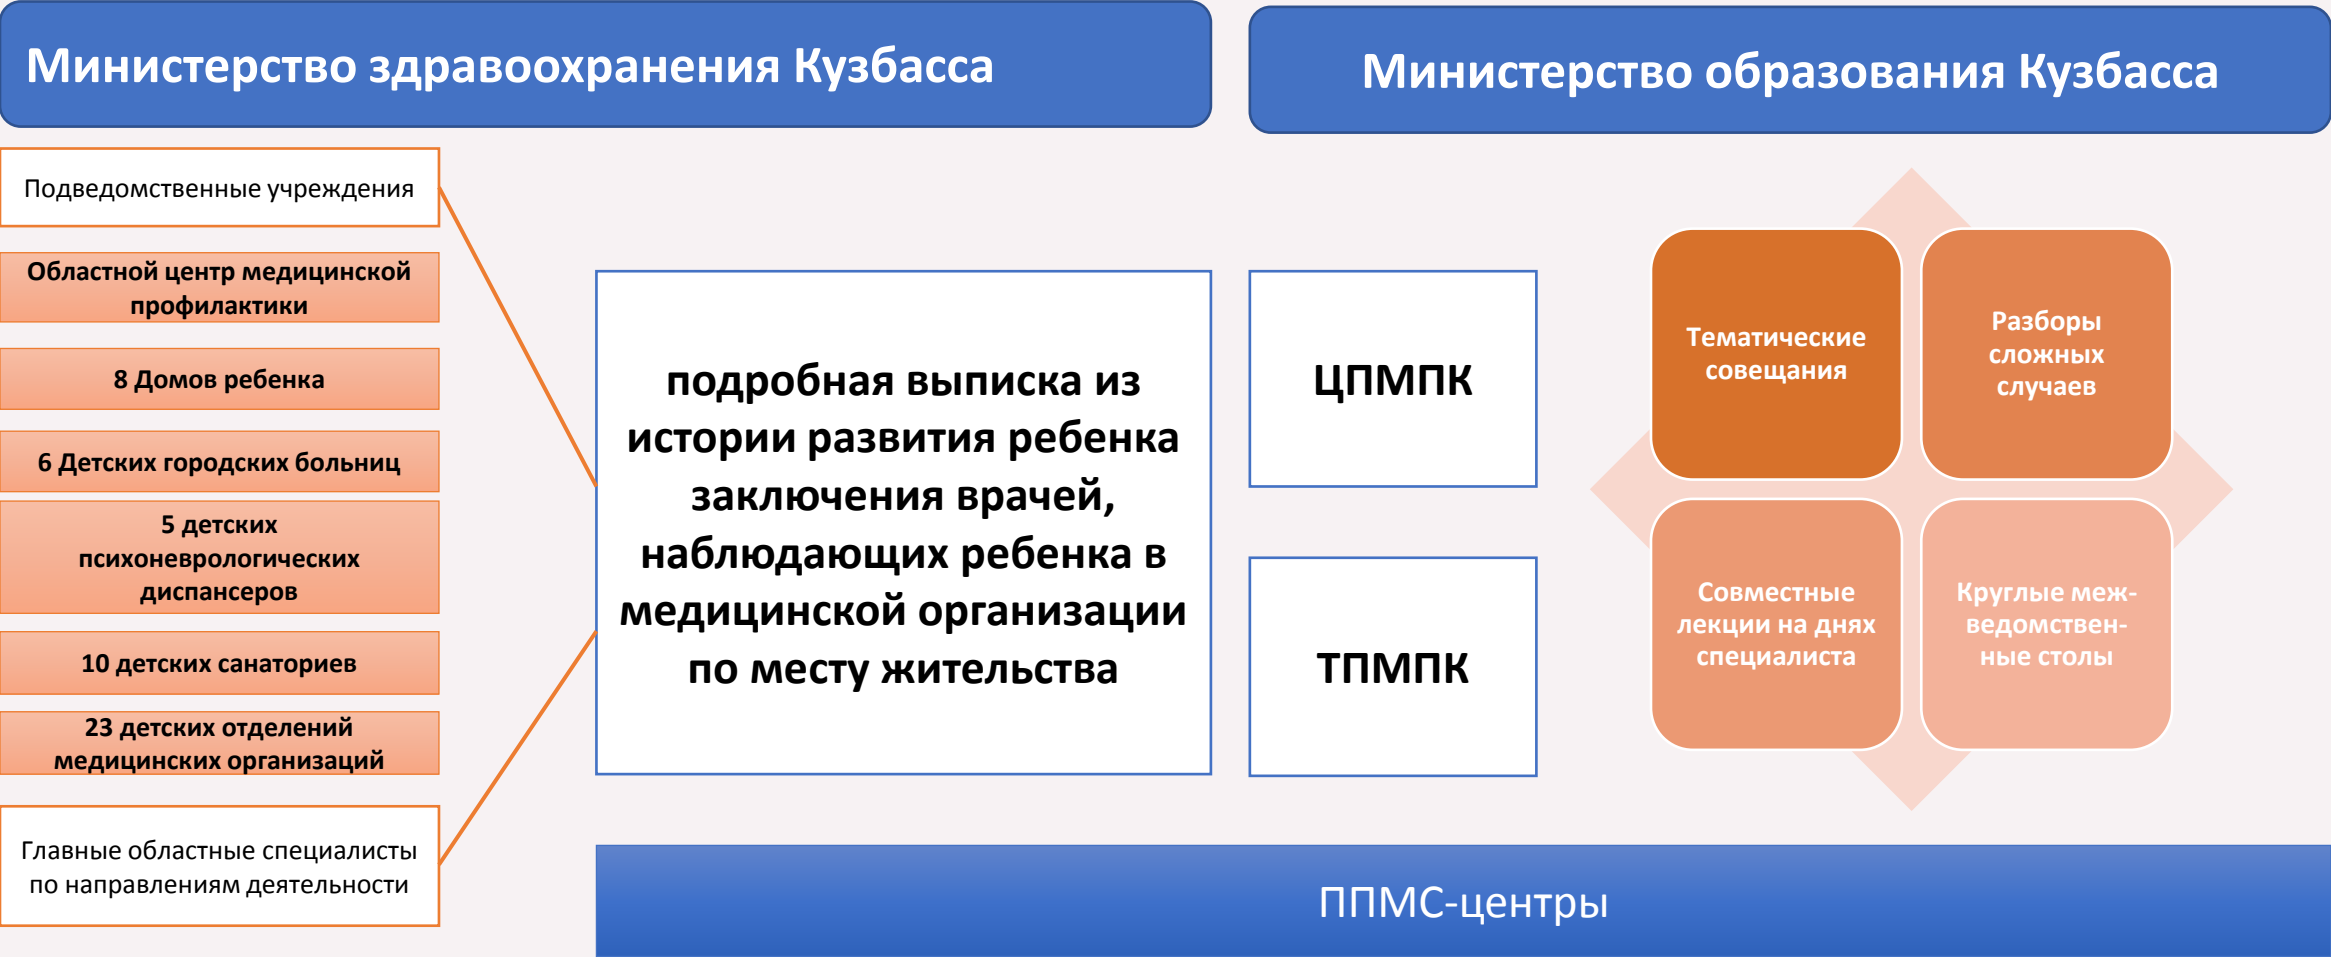 Министерство здравоохранения Кузбасса
Министерство образования Кузбасса
Подведомственные учреждения
Областной центр медицинской
профилактики
8 Домов ребенка
6 Детских городских больниц
5 детских
психоневрологических
диспансеров
10 детских санаториев
23 детских отделений
медицинских организаций
Главные областные специалисты
по направлениям деятельности
подробная выписка из
истории развития ребенка
заключения врачей,
наблюдающих ребенка в
медицинской организации
по месту жительства
ЦПМПК
ТПМПК
Тематические
совещания
Разборы
сложных
случаев
Совместные
лекции на днях
специалиста
Круглые меж-
ведомствен-
ные столы
ППМС-центры